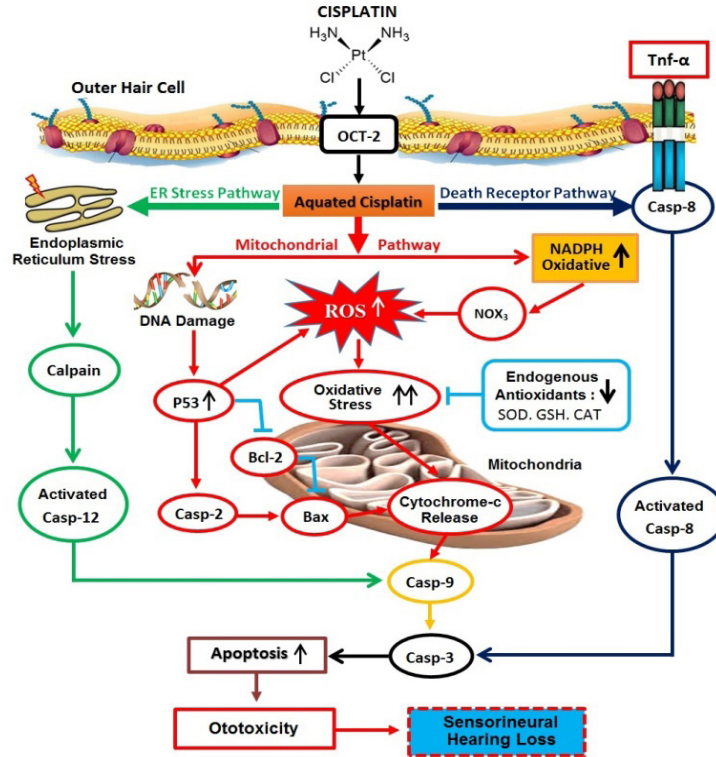 CISPLATIN
H₃N NH₃
Pt
Cl Cl
Tnf-α
Outer Hair Cell
OCT-2
ER Stress Pathway
Aquated Cisplatin
Death Receptor Pathway
Casp-8
Endoplasmic
Reticulum Stress
Mitochondrial Pathway
NADPH
Oxidative ↑
DNA Damage
ROS ↑
NOX₃
Calpain
P53 ↑
Oxidative
Stress ↑↑
Endogenous
Antioxidants : ↓
SOD. GSH. CAT
Bcl-2
Mitochondria
Activated
Casp-12
Casp-2
Bax
Cytochrome-c
Release
Activated
Casp-8
Casp-9
Apoptosis ↑
Casp-3
Ototoxicity
Sensorineural
Hearing Loss